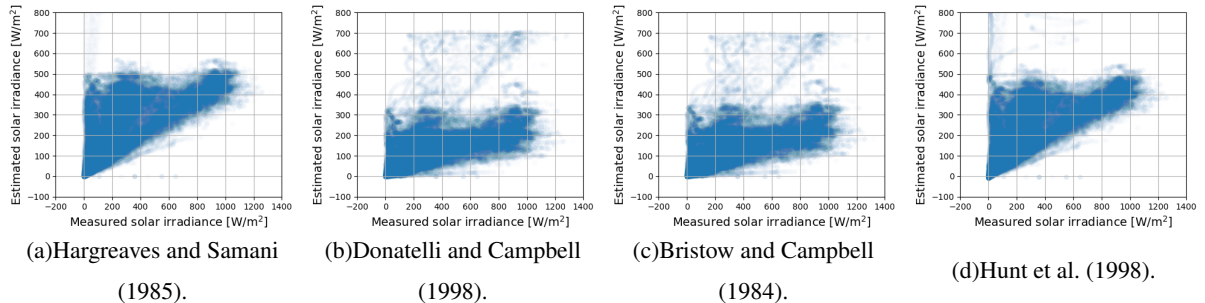 800
700
600
500
400
300
200
100
0
−100
−200 0 200 400 600 800 1000 1200 1400
Estimated solar irradiance [W/m²]
Measured solar irradiance [W/m²]
(a)Hargreaves and Samani
(1985).
800
700
600
500
400
300
200
100
0
−100
−200 0 200 400 600 800 1000 1200 1400
Estimated solar irradiance [W/m²]
Measured solar irradiance [W/m²]
(b)Donatelli and Campbell
(1998).
800
700
600
500
400
300
200
100
0
−100
−200 0 200 400 600 800 1000 1200 1400
Estimated solar irradiance [W/m²]
Measured solar irradiance [W/m²]
(c)Bristow and Campbell
(1984).
800
700
600
500
400
300
200
100
0
−100
−200 0 200 400 600 800 1000 1200 1400
Estimated solar irradiance [W/m²]
Measured solar irradiance [W/m²]
(d)Hunt et al. (1998).